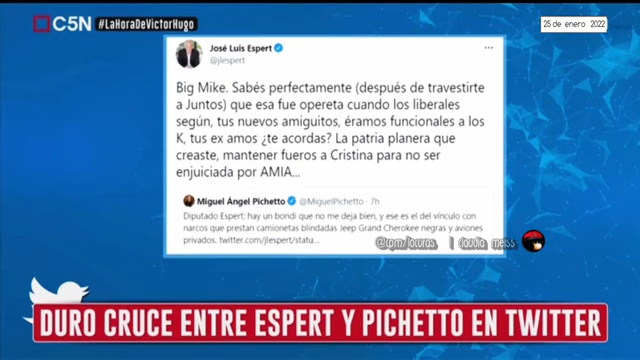 C5N #LaHoraDeVictorHugo
25 de enero 2022
José Luis Espert
@jlespert
Big Mike. Sabés perfectamente (después de travestirte
a Juntos) que esa fue opereta cuando los liberales
según, tus nuevos amiguitos, éramos funcionales a los
K, tus ex amos ¿te acordas? La patria planera que
creaste, mantener fueros a Cristina para no ser
enjuiciada por AMIA...
Miguel Ángel Pichetto @MiguelPichetto · 7h
Diputado Espert: hay un bondi que no me deja bien, y ese es el del vínculo con
narcos que prestan camionetas blindadas Jeep Grand Cherokee negras y aviones
privados. twitter.com/jlespert/statu...
claudia meiss
DURO CRUCE ENTRE ESPERT Y PICHETTO EN TWITTER